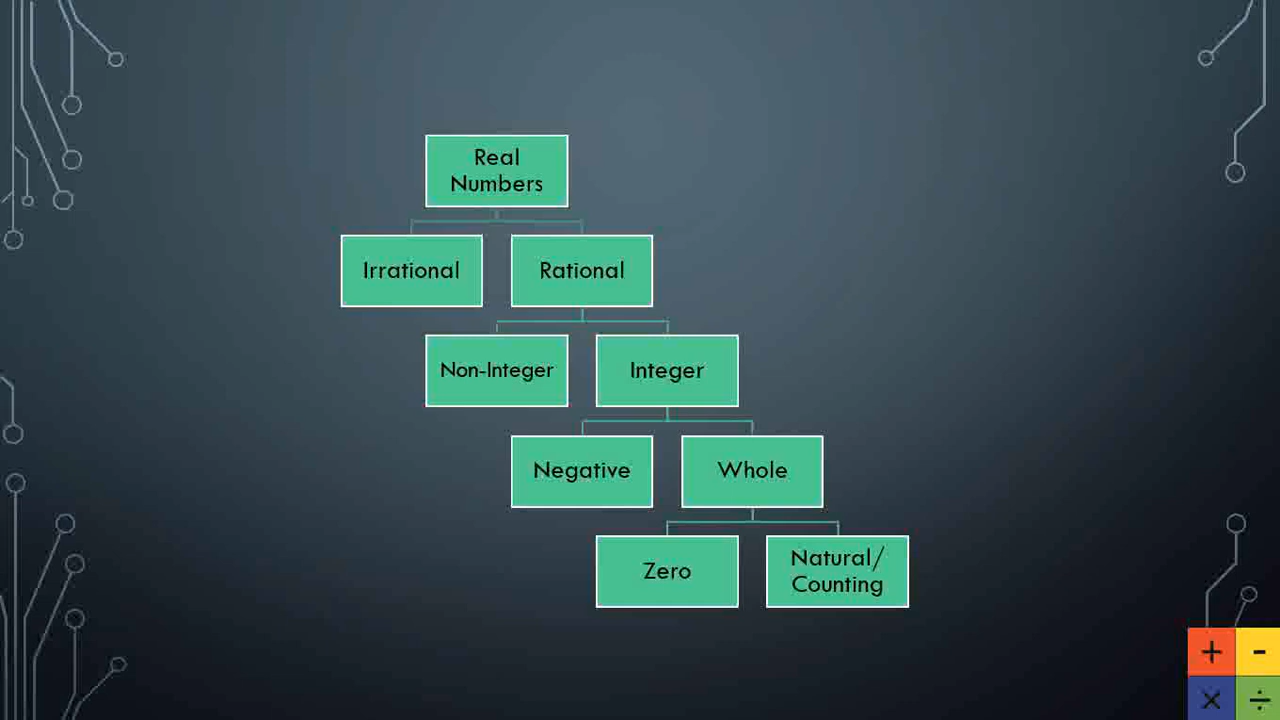 Real
Numbers
Irrational
Rational
Non-Integer
Integer
Negative
Whole
Zero
Natural/
Counting
+ -
× ÷